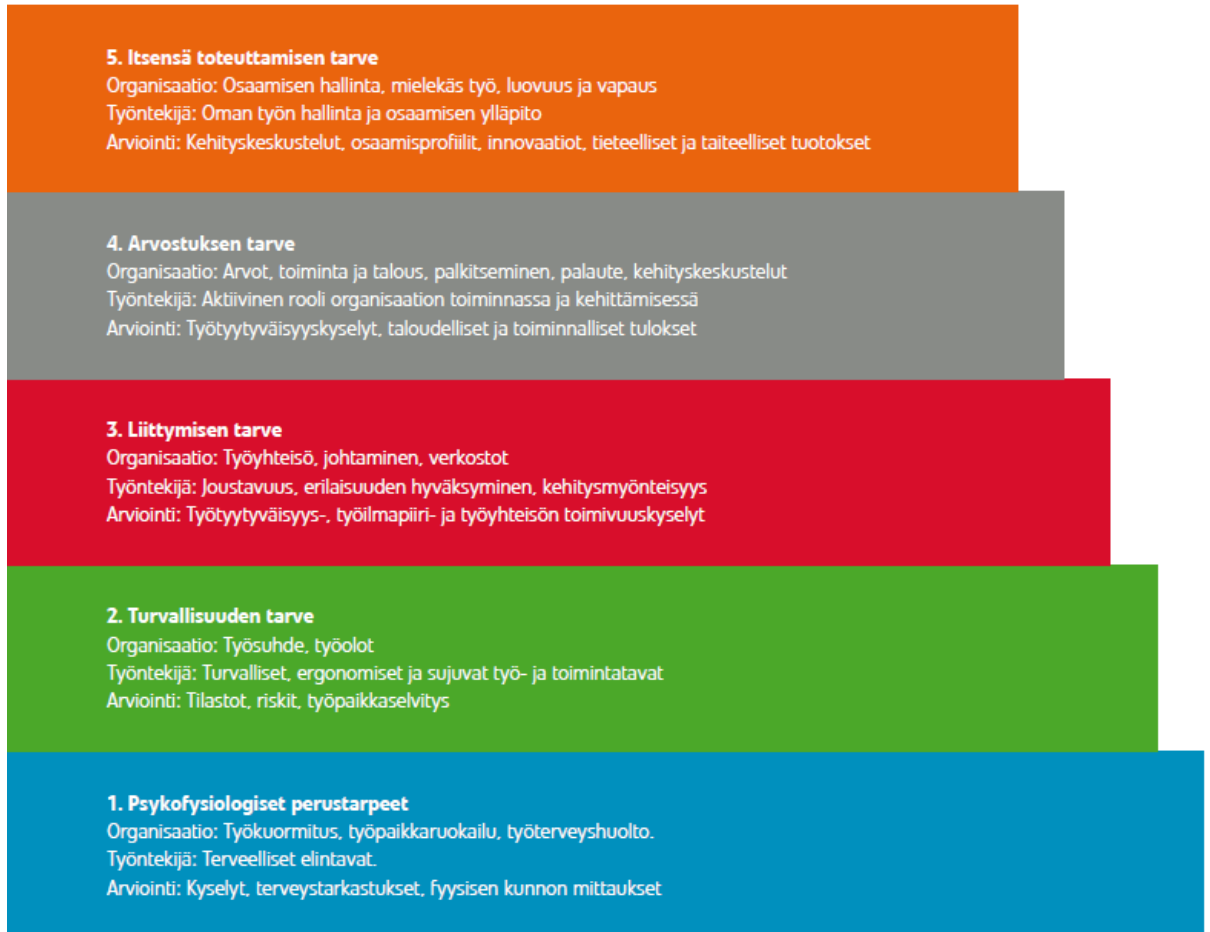 5. Itsensä toteuttamisen tarve
Organisaatio: Osaamisen hallinta, mielekäs työ, luovuus ja vapaus
Työntekijä: Oman työn hallinta ja osaamisen ylläpito
Arviointi: Kehityskeskustelut, osaamisprofiilit, innovaatiot, tieteelliset ja taiteelliset tuotokset
4. Arvostuksen tarve
Organisaatio: Arvot, toiminta ja talous, palkitseminen, palaute, kehityskeskustelut
Työntekijä: Aktiivinen rooli organisaation toiminnassa ja kehittämisessä
Arviointi: Työtyytyväisyyskyselyt, taloudelliset ja toiminnalliset tulokset
3. Liittymisen tarve
Organisaatio: Työyhteisö, johtaminen, verkostot
Työntekijä: Joustavuus, erilaisuuden hyväksyminen, kehitysmyönteisyys
Arviointi: Työtyytyväisyys-, työilmapiiri- ja työyhteisön toimivuuskyselyt
2. Turvallisuuden tarve
Organisaatio: Työsuhde, työolot
Työntekijä: Turvalliset, ergonomiset ja sujuvat työ- ja toimintatavat
Arviointi: Tilastot, riskit, työpaikkaselvitys
1. Psykofysiologiset perustarpeet
Organisaatio: Työkuormitus, työpaikkaruokailu, työterveyshuolto.
Työntekijä: Terveelliset elintavat.
Arviointi: Kyselyt, terveystarkastukset, fyysisen kunnon mittaukset